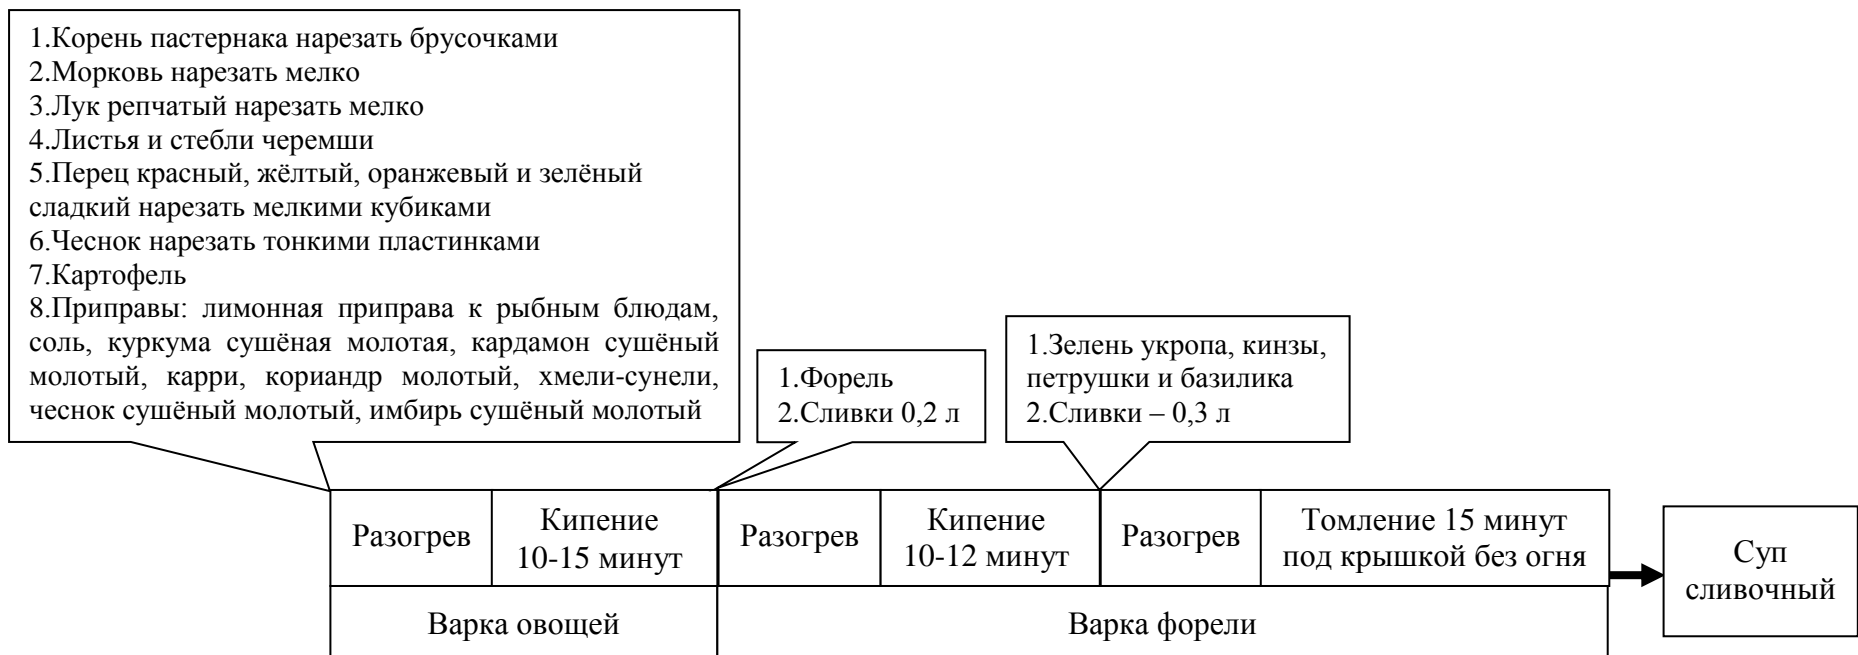 1.Корень пастернака нарезать брусочками
2.Морковь нарезать мелко
3.Лук репчатый нарезать мелко
4.Листья и стебли черемши
5.Перец красный, жёлтый, оранжевый и зелёный
сладкий нарезать мелкими кубиками
6.Чеснок нарезать тонкими пластинками
7.Картофель
8.Приправы: лимонная приправа к рыбным блюдам,
соль, куркума сушёная молотая, кардамон сушёный
молотый, карри, кориандр молотый, хмели-сунели,
чеснок сушёный молотый, имбирь сушёный молотый
1.Форель
2.Сливки 0,2 л
1.Зелень укропа, кинзы,
петрушки и базилика
2.Сливки – 0,3 л
Разогрев
Кипение
10-15 минут
Разогрев
Кипение
10-12 минут
Разогрев
Томление 15 минут
под крышкой без огня
Суп
сливочный
Варка овощей
Варка форели